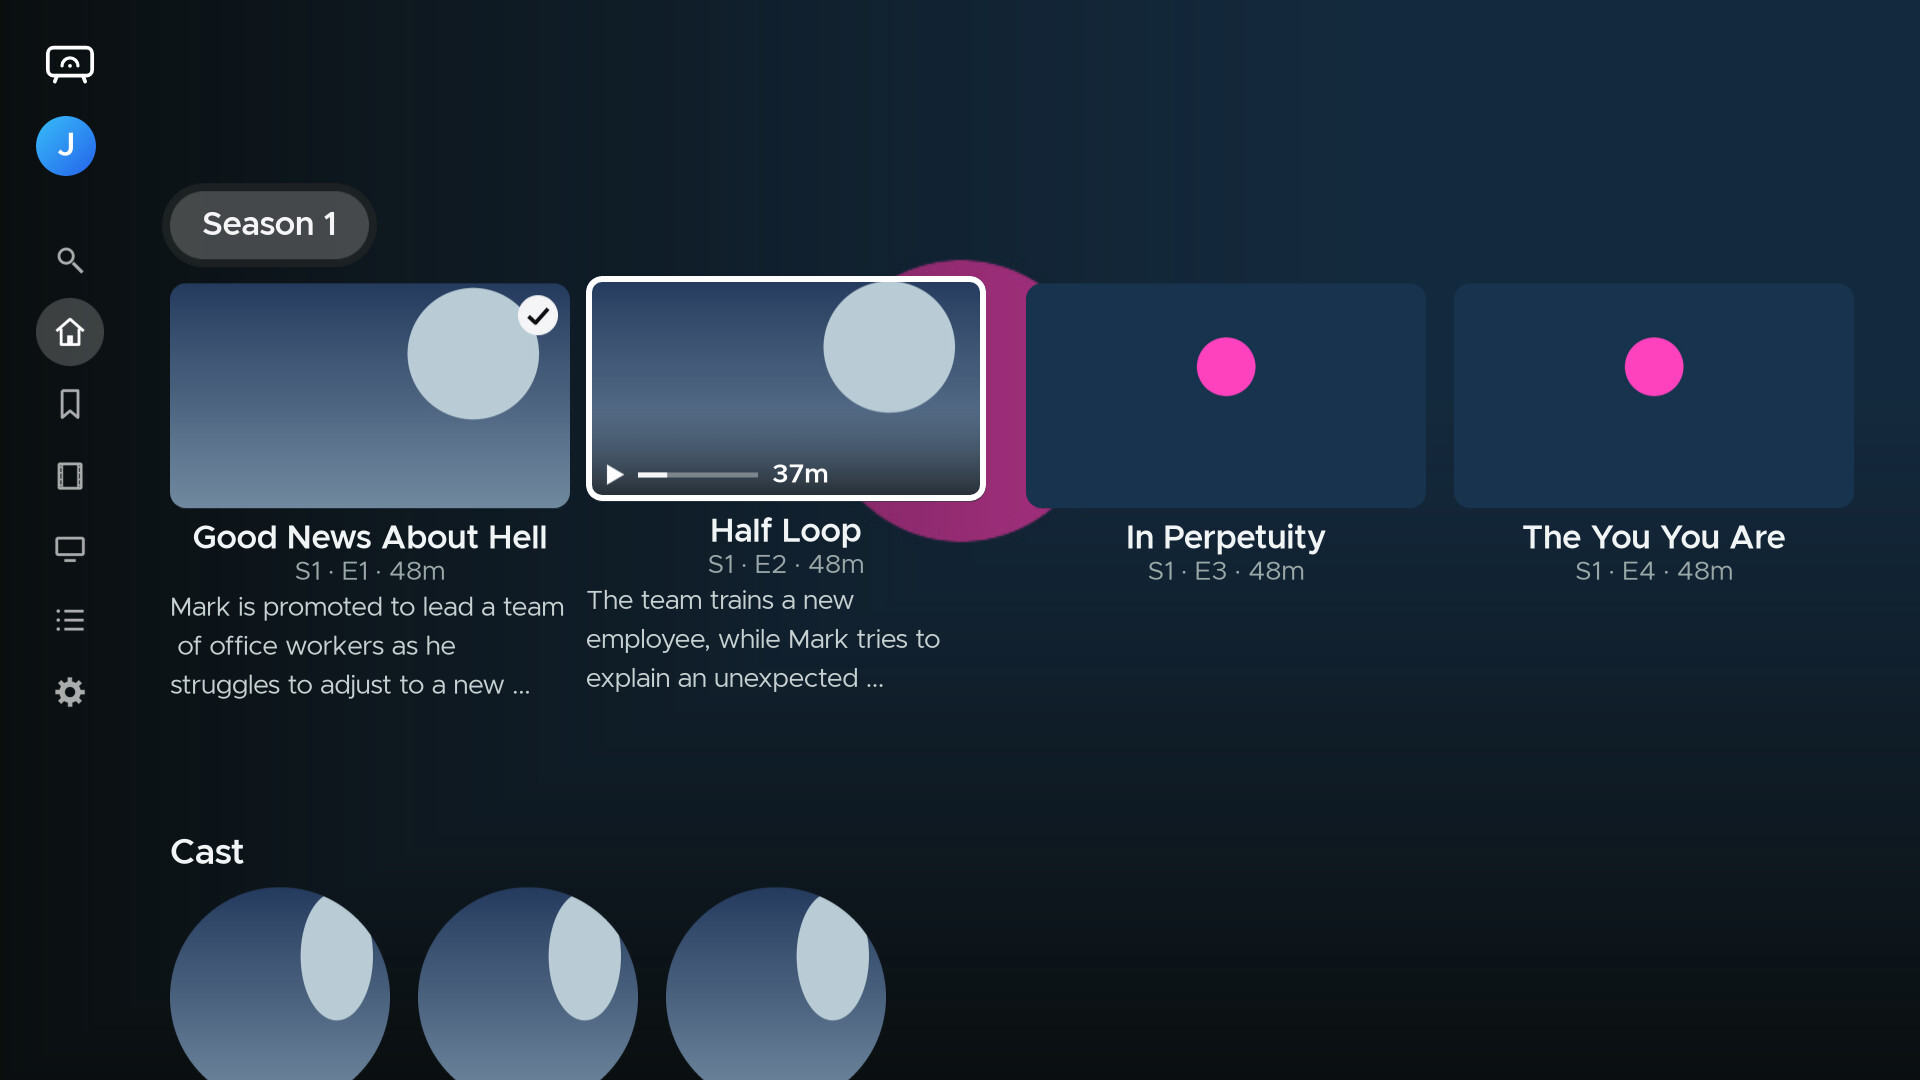 J
Season 1
37m
Good News About Hell
S1 · E1 · 48m
Mark is promoted to lead a team
of office workers as he
struggles to adjust to a new ...
Half Loop
S1 · E2 · 48m
The team trains a new
employee, while Mark tries to
explain an unexpected ...
In Perpetuity
S1 · E3 · 48m
The You You Are
S1 · E4 · 48m
Cast